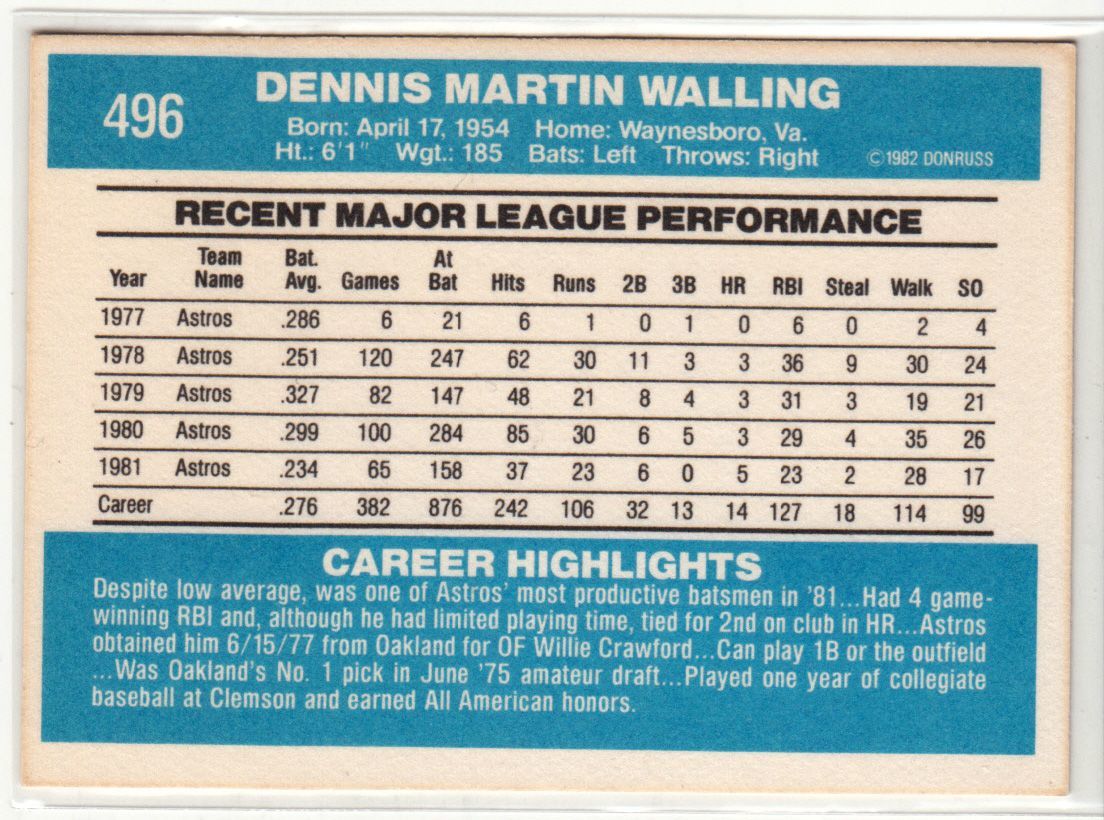 496
DENNIS MARTIN WALLING
Born: April 17, 1954 Home: Waynesboro, Va.
Ht.: 6'1" Wgt.: 185 Bats: Left Throws: Right © 1982 DONRUSS
RECENT MAJOR LEAGUE PERFORMANCE
Year Team Name Bat. Avg. Games At Bat Hits Runs 2B 3B HR RBI Steal Walk SO
1977 Astros .286 6 21 6 1 0 1 0 6 0 2 4
1978 Astros .251 120 247 62 30 11 3 3 36 9 30 24
1979 Astros .327 82 147 48 21 8 4 3 31 3 19 21
1980 Astros .299 100 284 85 30 6 5 3 29 4 35 26
1981 Astros .234 65 158 37 23 6 0 5 23 2 28 17
Career .276 382 876 242 106 32 13 14 127 18 114 99
CAREER HIGHLIGHTS
Despite low average, was one of Astros' most productive batsmen in '81...Had 4 game-
winning RBI and, although he had limited playing time, tied for 2nd on club in HR...Astros
obtained him 6/15/77 from Oakland for OF Willie Crawford...Can play 1B or the outfield
...Was Oakland's No. 1 pick in June '75 amateur draft...Played one year of collegiate
baseball at Clemson and earned All American honors.